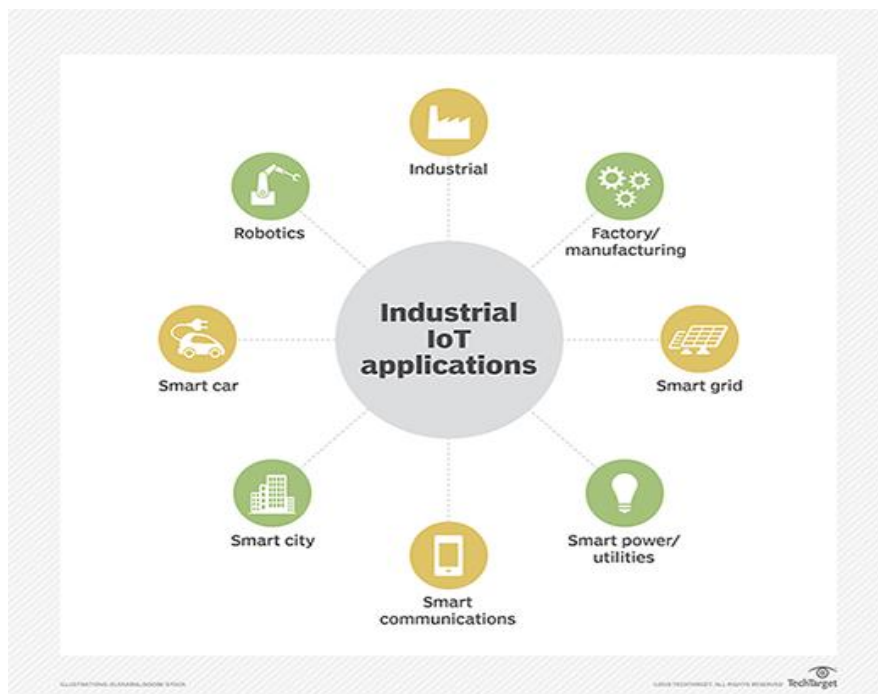 Industrial
Robotics
Factory/
manufacturing
Industrial
IoT
applications
Smart car
Smart grid
Smart city
Smart power/
utilities
Smart
communications
TechTarget